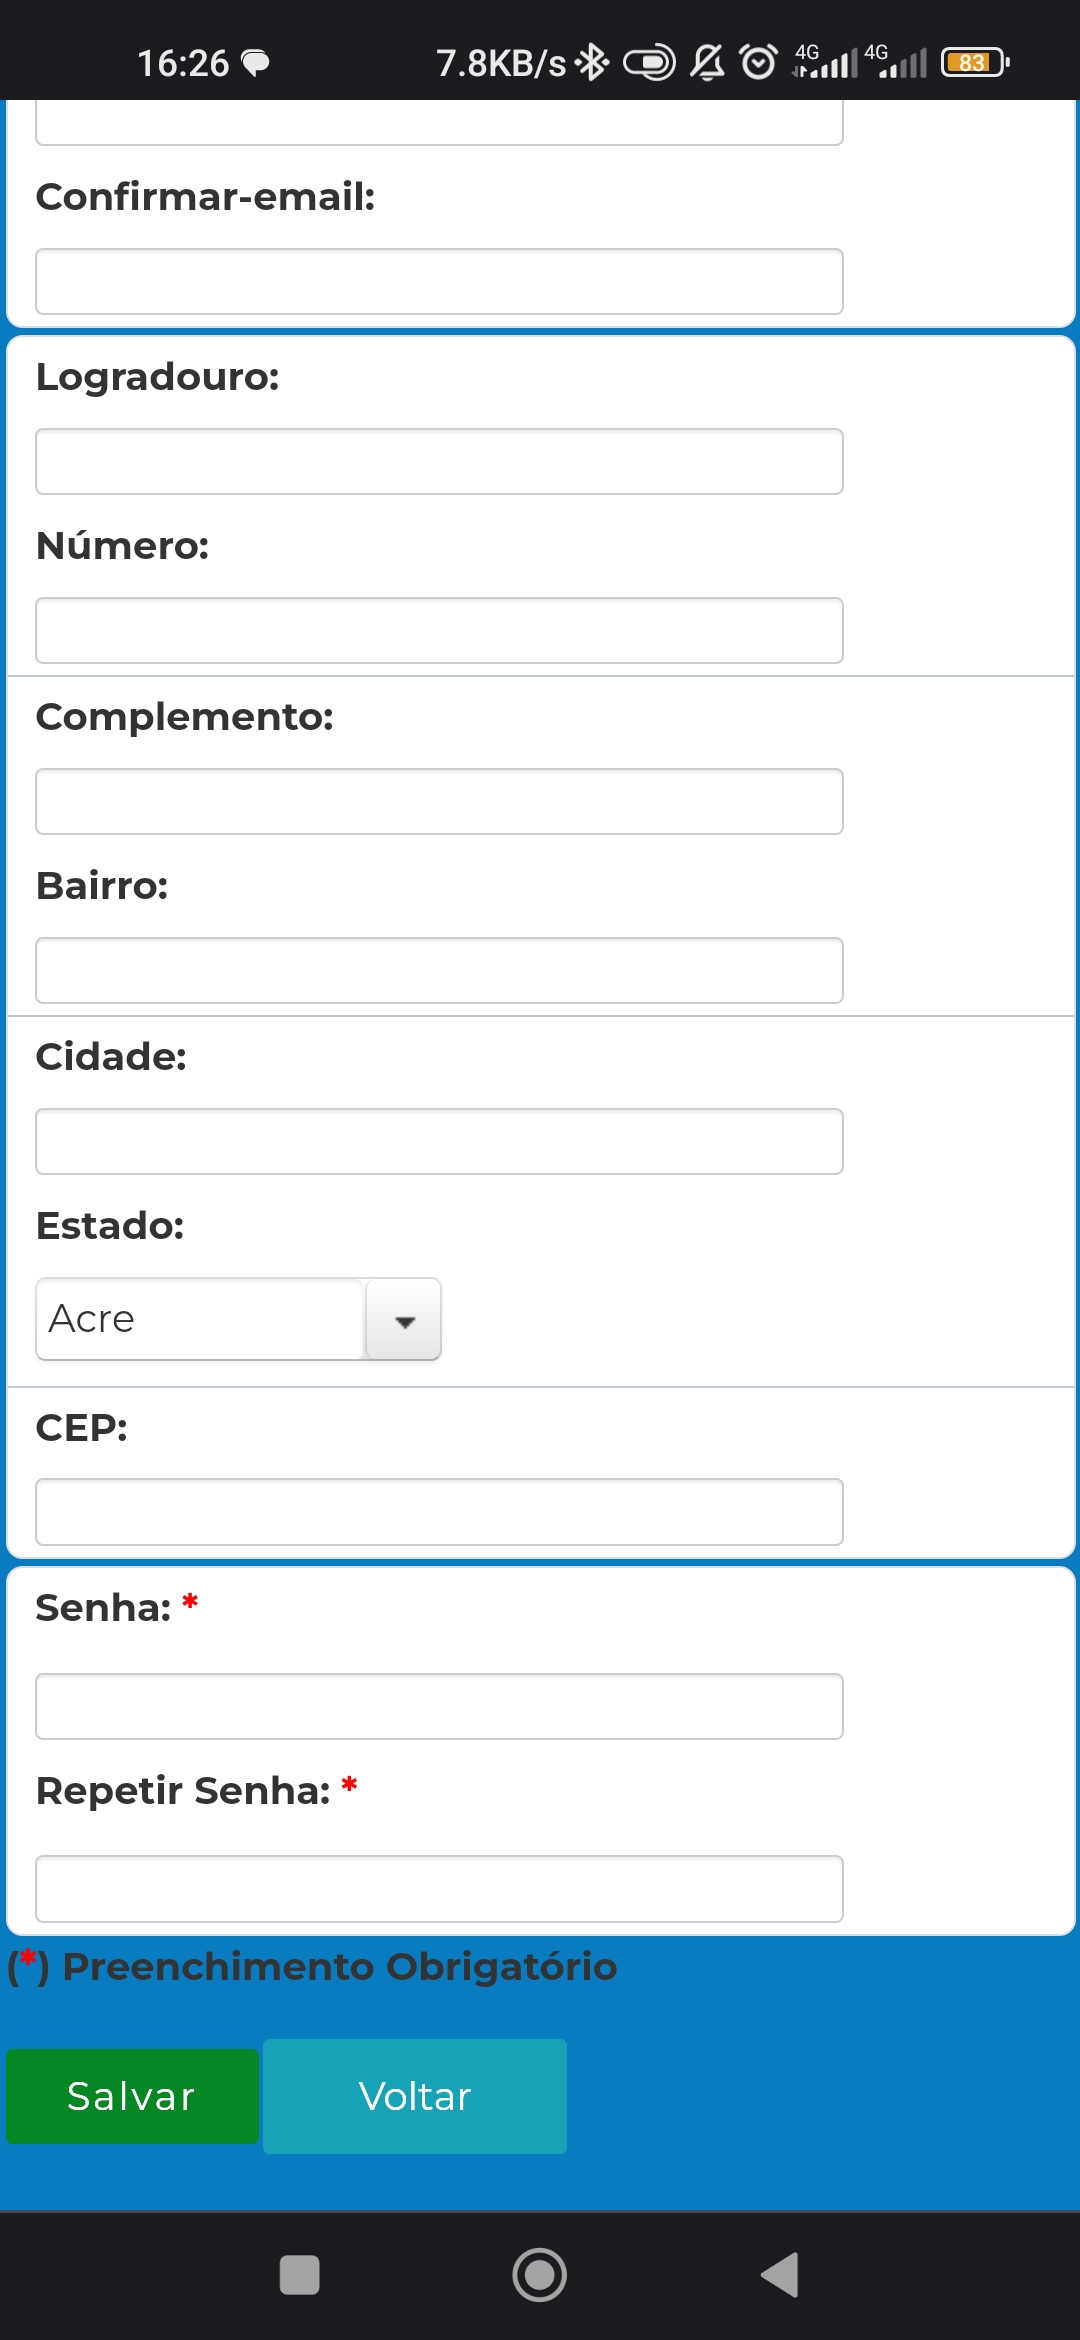 16:26 7.8KB/s 4G 4G 83
Confirmar-email:
Logradouro:
Número:
Complemento:
Bairro:
Cidade:
Estado:
Acre
CEP:
Senha: *
Repetir Senha: *
(*) Preenchimento Obrigatório
Salvar Voltar